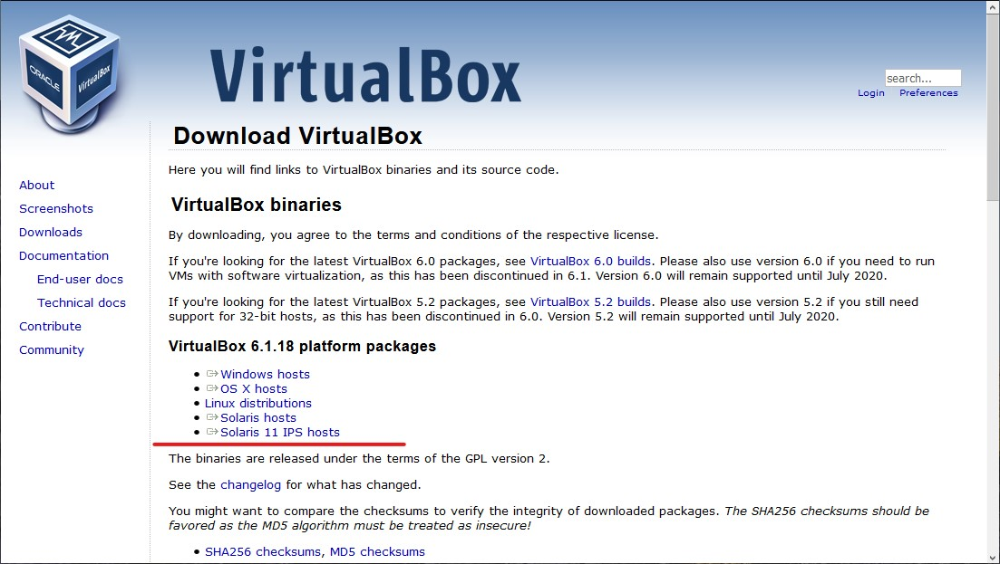 ORACLE
VirtualBox
VirtualBox
search...
Login Preferences
Download VirtualBox
Here you will find links to VirtualBox binaries and its source code.
About
Screenshots
Downloads
Documentation
End-user docs
Technical docs
Contribute
Community
VirtualBox binaries
By downloading, you agree to the terms and conditions of the respective license.
If you're looking for the latest VirtualBox 6.0 packages, see VirtualBox 6.0 builds. Please also use version 6.0 if you need to run
VMs with software virtualization, as this has been discontinued in 6.1. Version 6.0 will remain supported until July 2020.
If you're looking for the latest VirtualBox 5.2 packages, see VirtualBox 5.2 builds. Please also use version 5.2 if you still need
support for 32-bit hosts, as this has been discontinued in 6.0. Version 5.2 will remain supported until July 2020.
VirtualBox 6.1.18 platform packages
Windows hosts
OS X hosts
Linux distributions
Solaris hosts
Solaris 11 IPS hosts
The binaries are released under the terms of the GPL version 2.
See the changelog for what has changed.
You might want to compare the checksums to verify the integrity of downloaded packages. The SHA256 checksums should be
favored as the MD5 algorithm must be treated as insecure!
SHA256 checksums, MD5 checksums